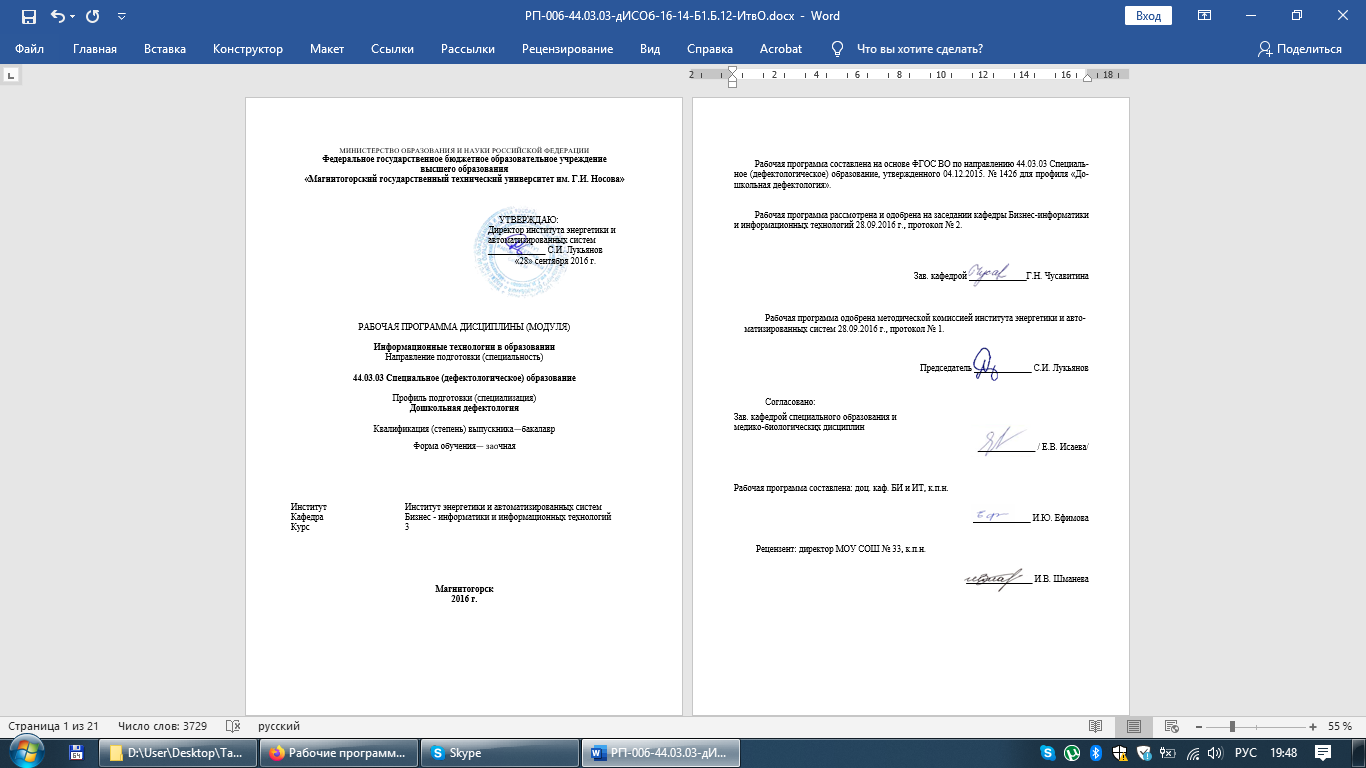 РП-006-44.03.03-дИСОб-16-14-Б1.Б.12-ИтвО.docx - Word
Вход
Файл Главная Вставка Конструктор Макет Ссылки Рассылки Рецензирование Вид Справка Acrobat Что вы хотите сделать? Поделиться
2 2 4 6 8 10 12 14 16 18
МИНИСТЕРСТВО ОБРАЗОВАНИЯ И НАУКИ РОССИЙСКОЙ ФЕДЕРАЦИИ
Федеральное государственное бюджетное образовательное учреждение
высшего образования
«Магнитогорский государственный технический университет им. Г.И. Носова»
УТВЕРЖДАЮ:
Директор института энергетики и
автоматизированных систем
С.И. Лукьянов
«28» сентября 2016 г.
РАБОЧАЯ ПРОГРАММА ДИСЦИПЛИНЫ (МОДУЛЯ)
Информационные технологии в образовании
Направление подготовки (специальность)
44.03.03 Специальное (дефектологическое) образование
Профиль подготовки (специализация)
Дошкольная дефектология
Квалификация (степень) выпускника—бакалавр
Форма обучения— заочная
Институт Институт энергетики и автоматизированных систем
Кафедра Бизнес - информатики и информационных технологий
Курс 3
Магнитогорск
2016 г.
Рабочая программа составлена на основе ФГОС ВО по направлению 44.03.03 Специаль-
ное (дефектологическое) образование, утвержденного 04.12.2015. № 1426 для профиля «До-
школьная дефектология».
Рабочая программа рассмотрена и одобрена на заседании кафедры Бизнес-информатики
и информационных технологий 28.09.2016 г., протокол № 2.
Зав. кафедрой Г.Н. Чусавитина
Рабочая программа одобрена методической комиссией института энергетики и авто-
матизированных систем 28.09.2016 г., протокол № 1.
Председатель С.И. Лукьянов
Согласовано:
Зав. кафедрой специального образования и
медико-биологических дисциплин
/ Е.В. Исаева/
Рабочая программа составлена: доц. каф. БИ и ИТ, к.п.н.
И.Ю. Ефимова
Рецензент: директор МОУ СОШ № 33, к.п.н.
И.В. Шманева
Страница 1 из 21 Число слов: 3729 русский 55 %
64 D:\User\Desktop\Та... Рабочие программ... Skype РП-006-44.03.03-дИ... РУС 19:48